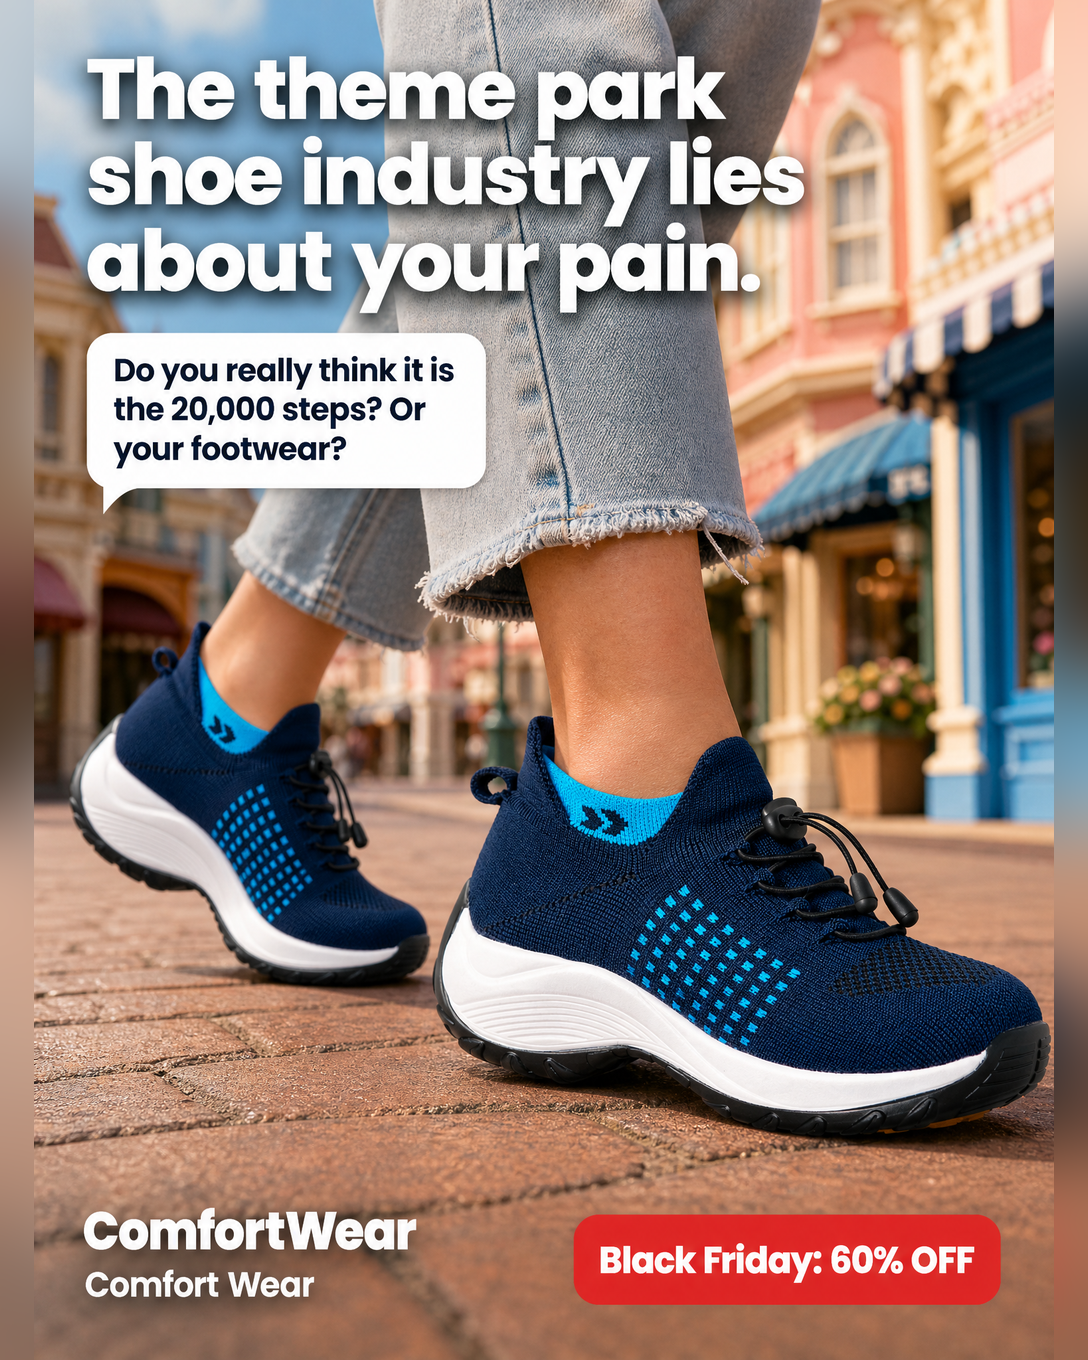 The theme park
shoe industry lies
about your pain.
Do you really think it is
the 20,000 steps? Or
your footwear?
ComfortWear
Comfort Wear
Black Friday: 60% OFF